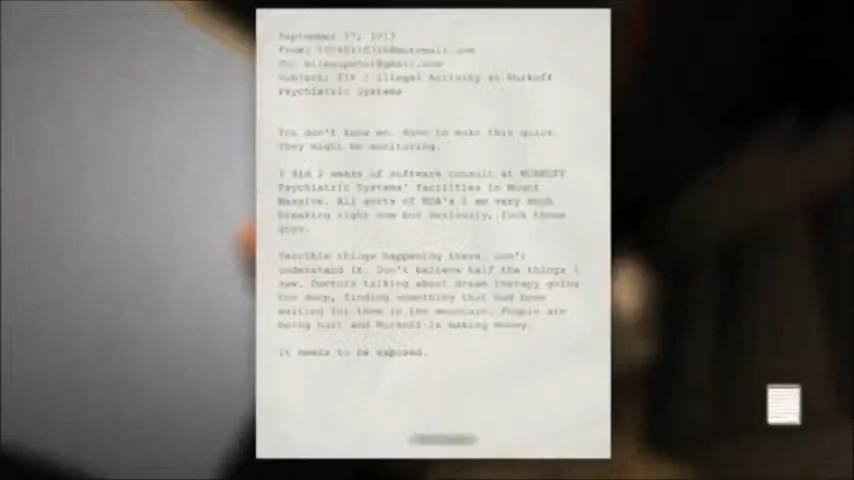 September 17, 2013
From:
To:
Subject: FTP : Illegal Activity at Murkoff
Psychiatric Systems
You don't know me. Have to make this quick.
They might be monitoring.
I did 2 weeks of software consult at MURKOFF
Psychiatric Systems' facilities in Mount
Massive. All sorts of NDA's I am very much
breaking right now but seriously, fuck those
guys.
Terrible things happening there. Don't
understand it. Don't believe half the things I
saw. Doctors talking about dream therapy going
too deep, finding something that had been
waiting for them in the mountain. People are
being hurt and Murkoff is making money.
It needs to be exposed.